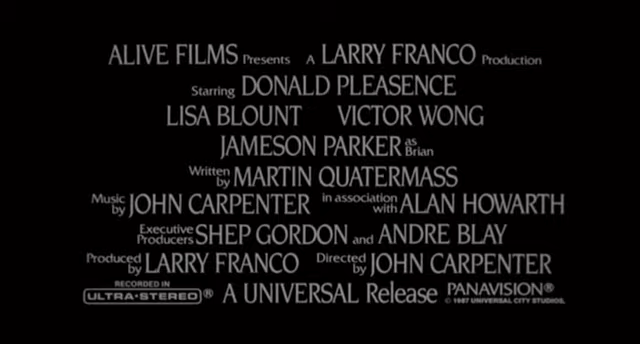 ALIVE FILMS Presents A LARRY FRANCO Production
Starring DONALD PLEASENCE
LISA BLOUNT VICTOR WONG
JAMESON PARKER as Brian
Written by MARTIN QUATERMASS
Music by JOHN CARPENTER in association with ALAN HOWARTH
Executive Producers SHEP GORDON and ANDRE BLAY
Produced by LARRY FRANCO Directed by JOHN CARPENTER
RECORDED IN ULTRA·STEREO® A UNIVERSAL Release PANAVISION® © 1987 UNIVERSAL CITY STUDIOS.